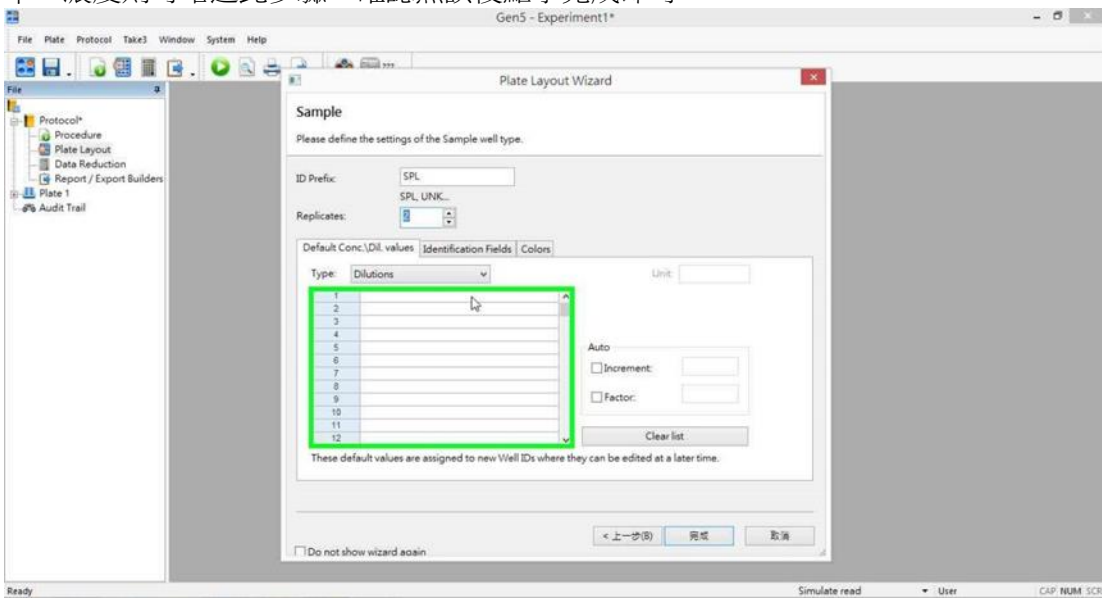 Gen5 - Experiment1*
File Plate Protocol Take3 Window System Help
File
Plate Layout Wizard
Protocol*
Procedure
Plate Layout
Data Reduction
Report / Export Builders
Plate 1
Audit Trail
Sample
Please define the settings of the Sample well type.
ID Prefix: SPL
SPL, UNK...
Replicates: 2
Default Conc.\Dil. values Identification Fields Colors
Type: Dilutions Unit:
1
2
3
4
5
6
7
8
9
10
11
12
Auto
Increment:
Factor:
Clear list
These default values are assigned to new Well IDs where they can be edited at a later time.
< 上一步(B) 完成 取消
Do not show wizard again
Ready Simulate read User CAP NUM SCR